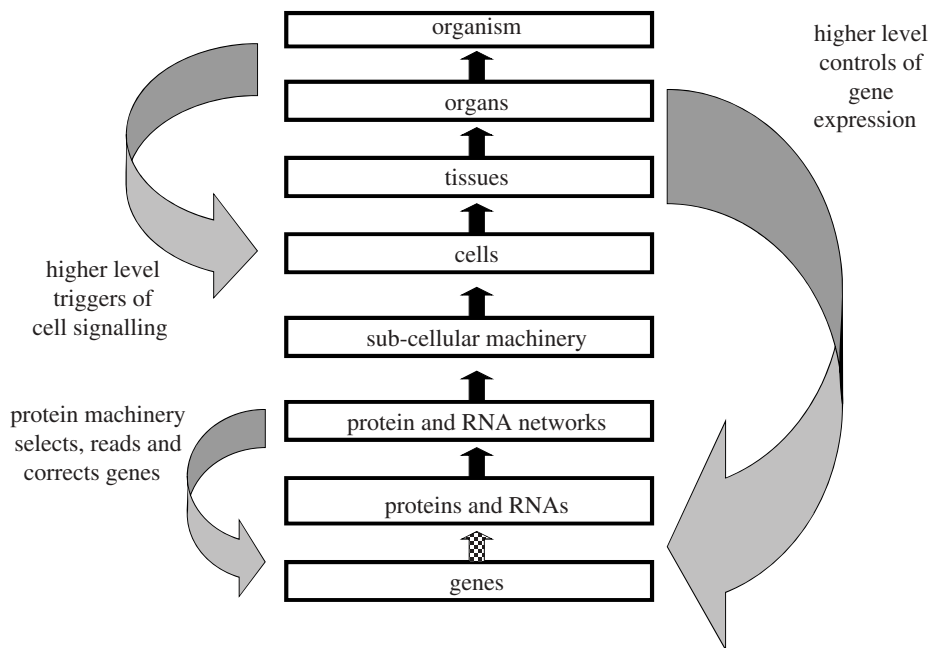 organism
organs
tissues
cells
sub-cellular machinery
protein and RNA networks
proteins and RNAs
genes
higher level
triggers of
cell signalling
protein machinery
selects, reads and
corrects genes
higher level
controls of
gene
expression